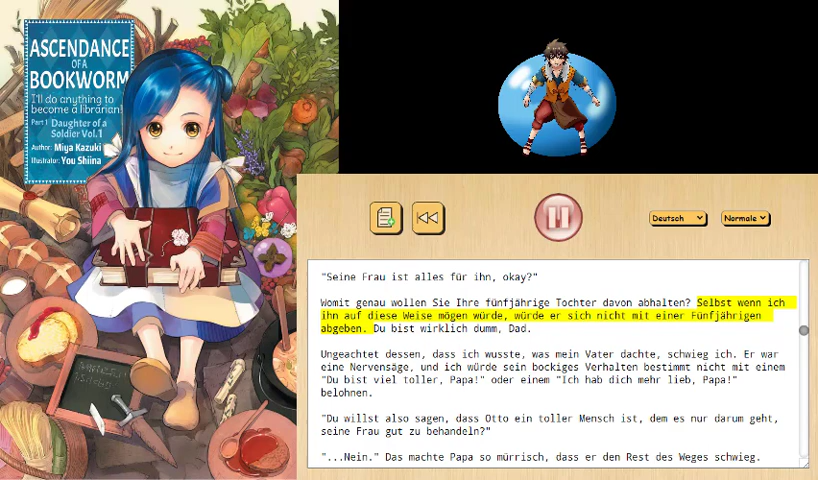 ASCENDANCE
OF A
BOOKWORM
I'll do anything to
become a librarian!
Part 1 Daughter of a
Soldier Vol.1
Author: Miya Kazuki
Illustrator: You Shiina
Deutsch
Normale
"Seine Frau ist alles für ihn, okay?"
Womit genau wollen Sie Ihre fünfjährige Tochter davon abhalten? Selbst wenn ich
ihn auf diese Weise mögen würde, würde er sich nicht mit einer Fünfjährigen
abgeben. Du bist wirklich dumm, Dad.
Ungeachtet dessen, dass ich wusste, was mein Vater dachte, schwieg ich. Er war
eine Nervensäge, und ich würde sein bockiges Verhalten bestimmt nicht mit einem
"Du bist viel toller, Papa!" oder einem "Ich hab dich mehr lieb, Papa!"
belohnen.
"Du willst also sagen, dass Otto ein toller Mensch ist, dem es nur darum geht,
seine Frau gut zu behandeln?"
"...Nein." Das machte Papa so mürrisch, dass er den Rest des Weges schwieg.